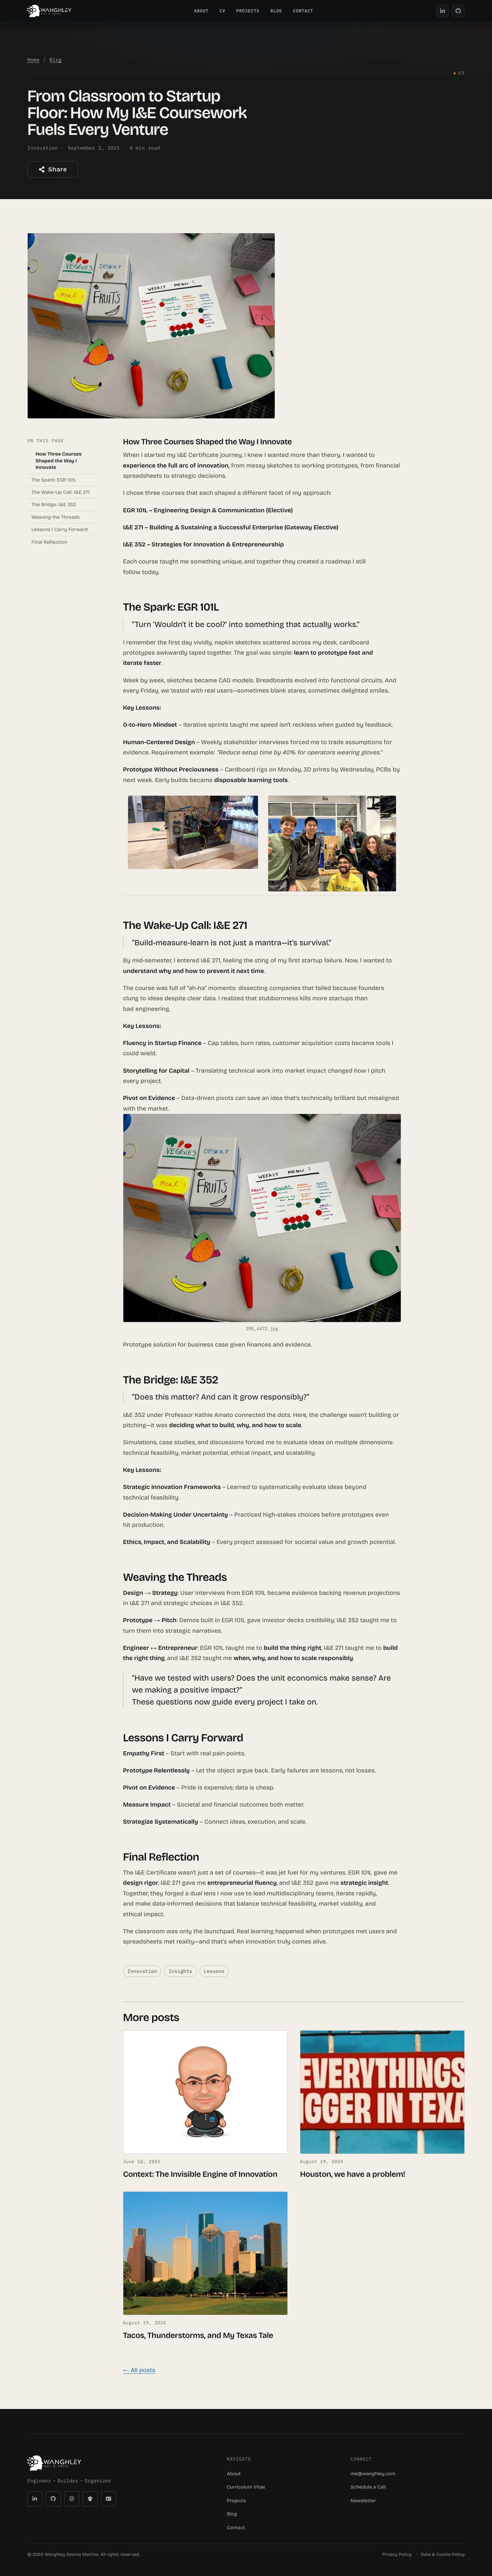 WANGHLEY
ABOUT
CV
PROJECTS
BLOG
CONTACT
Home / Blog
From Classroom to Startup
Floor: How My I&E Coursework
Fuels Every Venture
Innovation
September 2, 2025
4 min read
Share
VEGGIES
DESERT
FRUITS
ON THIS PAGE
How Three Courses
Shaped the Way I
Innovate
The Spark: EGR 101L
The Wake-Up Call: I&E 271
The Bridge: I&E 352
Weaving the Threads
Lessons I Carry Forward
Final Reflection
How Three Courses Shaped the Way I Innovate
When I started my I&E Certificate journey, I knew I wanted more than theory. I wanted to
experience the full arc of innovation, from messy sketches to working prototypes, from financial
spreadsheets to strategic decisions.
I chose three courses that each shaped a different facet of my approach:
EGR 101L – Engineering Design & Communication (Elective)
I&E 271 – Building & Sustaining a Successful Enterprise (Gateway Elective)
I&E 352 – Strategies for Innovation & Entrepreneurship
Each course taught me something unique, and together they created a roadmap I still
follow today.
The Spark: EGR 101L
"Turn 'Wouldn't it be cool?' into something that actually works."
I remember the first day vividly, napkin sketches scattered across my desk, cardboard
prototypes awkwardly taped together. The goal was simple: learn to prototype fast and
iterate faster.
Week by week, sketches became CAD models. Breadboards evolved into functional circuits. And
every Friday, we tested with real users—sometimes blank stares, sometimes delighted smiles.
Key Lessons:
0-to-Hero Mindset – Iterative sprints taught me speed isn't reckless when guided by feedback.
Human-Centered Design – Weekly stakeholder interviews forced me to trade assumptions for
evidence. Requirement example: "Reduce setup time by 40% for operators wearing gloves."
Prototype Without Preciousness – Cardboard rigs on Monday, 3D prints by Wednesday, PCBs by
next week. Early builds became disposable learning tools.
The Wake-Up Call: I&E 271
"Build-measure-learn is not just a mantra—it's survival."
By mid-semester, I entered I&E 271, feeling the sting of my first startup failure. Now, I wanted to
understand why and how to prevent it next time.
The course was full of "ah-ha" moments: dissecting companies that failed because founders
clung to ideas despite clear data. I realized that stubbornness kills more startups than
bad engineering.
Key Lessons:
Fluency in Startup Finance – Cap tables, burn rates, customer acquisition costs became tools I
could wield.
Storytelling for Capital – Translating technical work into market impact changed how I pitch
every project.
Pivot on Evidence – Data-driven pivots can save an idea that's technically brilliant but misaligned
with the market.
VEGGIES
DESERT
FRUITS
IMG_4472.jpg
Prototype solution for business case given finances and evidence.
The Bridge: I&E 352
"Does this matter? And can it grow responsibly?"
I&E 352 under Professor Kathie Amato connected the dots. Here, the challenge wasn't building or
pitching—it was deciding what to build, why, and how to scale.
Simulations, case studies, and discussions forced me to evaluate ideas on multiple dimensions:
technical feasibility, market potential, ethical impact, and scalability.
Key Lessons:
Strategic Innovation Frameworks – Learned to systematically evaluate ideas beyond
technical feasibility.
Decision-Making Under Uncertainty – Practiced high-stakes choices before prototypes even
hit production.
Ethics, Impact, and Scalability – Every project assessed for societal value and growth potential.
Weaving the Threads
Design → Strategy: User interviews from EGR 101L became evidence backing revenue projections
in I&E 271 and strategic choices in I&E 352.
Prototype → Pitch: Demos built in EGR 101L gave investor decks credibility; I&E 352 taught me to
turn them into strategic narratives.
Engineer ↔ Entrepreneur: EGR 101L taught me to build the thing right, I&E 271 taught me to build
the right thing, and I&E 352 taught me when, why, and how to scale responsibly.
"Have we tested with users? Does the unit economics make sense? Are
we making a positive impact?"
These questions now guide every project I take on.
Lessons I Carry Forward
Empathy First – Start with real pain points.
Prototype Relentlessly – Let the object argue back. Early failures are lessons, not losses.
Pivot on Evidence – Pride is expensive; data is cheap.
Measure Impact – Societal and financial outcomes both matter.
Strategize Systematically – Connect ideas, execution, and scale.
Final Reflection
The I&E Certificate wasn't just a set of courses—it was jet fuel for my ventures. EGR 101L gave me
design rigor, I&E 271 gave me entrepreneurial fluency, and I&E 352 gave me strategic insight.
Together, they forged a dual lens I now use to lead multidisciplinary teams, iterate rapidly,
and make data-informed decisions that balance technical feasibility, market viability, and
ethical impact.
The classroom was only the launchpad. Real learning happened when prototypes met users and
spreadsheets met reality—and that's when innovation truly comes alive.
Innovation
Insights
Lessons
More posts
EVERYTHINGS
IGGER IN TEXA
June 18, 2025
Context: The Invisible Engine of Innovation
August 19, 2024
Houston, we have a problem!
August 19, 2024
Tacos, Thunderstorms, and My Texas Tale
← All posts
WANGHLEY
Engineer • Builder • Organizer
NAVIGATE
About
Curriculum Vitae
Projects
Blog
Contact
CONNECT
me@wanghley.com
Schedule a Call
Newsletter
© 2026 Wanghley Soares Martins. All rights reserved.
Privacy Policy
Data & Cookie Policy